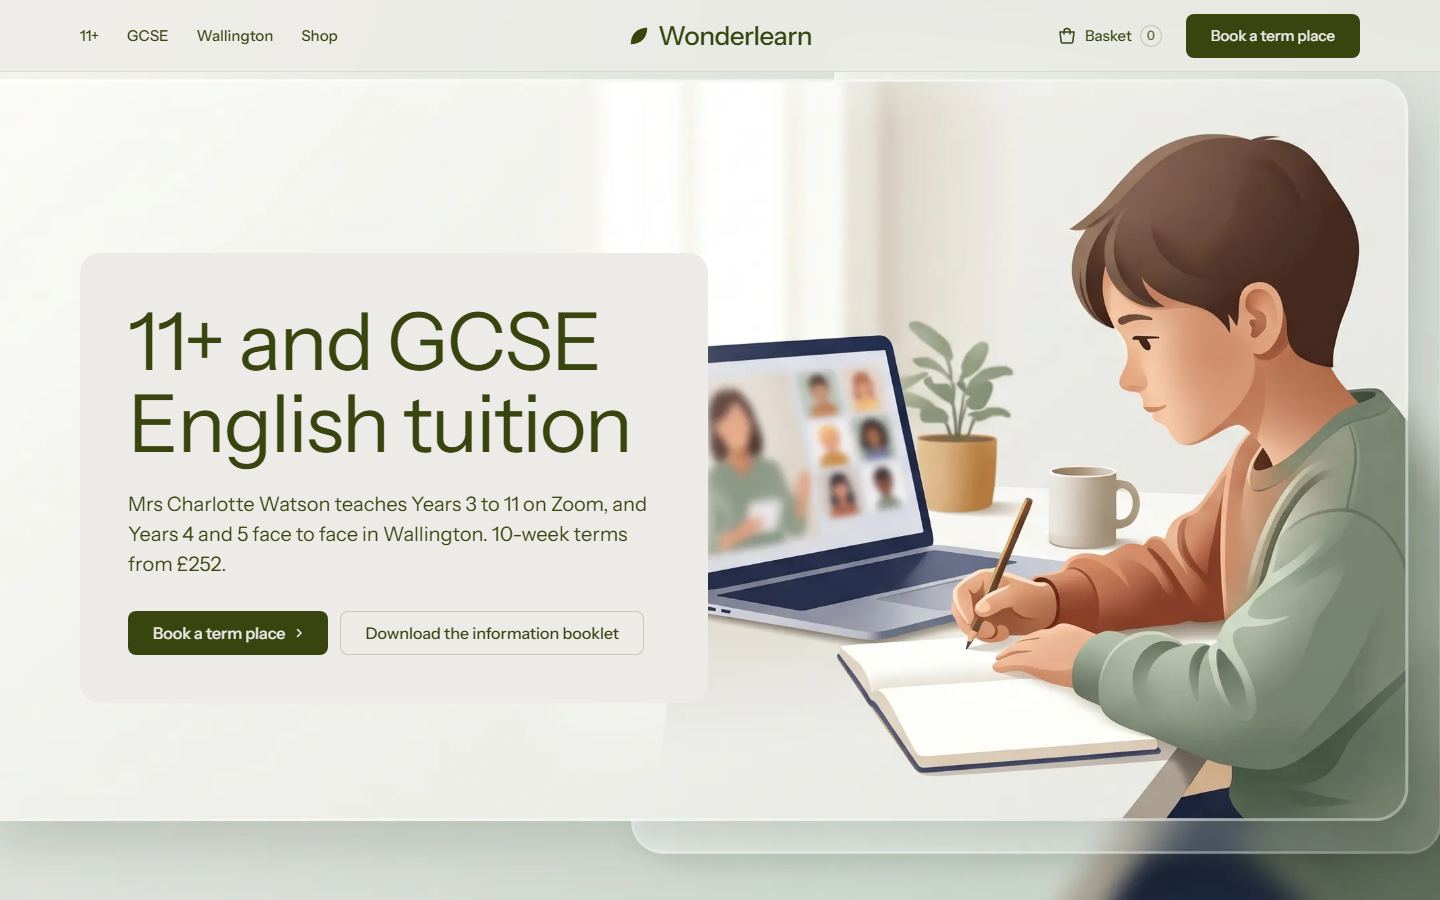 11+ GCSE Wallington Shop
Wonderlearn
Basket 0
Book a term place
11+ and GCSE
English tuition
Mrs Charlotte Watson teaches Years 3 to 11 on Zoom, and
Years 4 and 5 face to face in Wallington. 10-week terms
from £252.
Book a term place
Download the information booklet